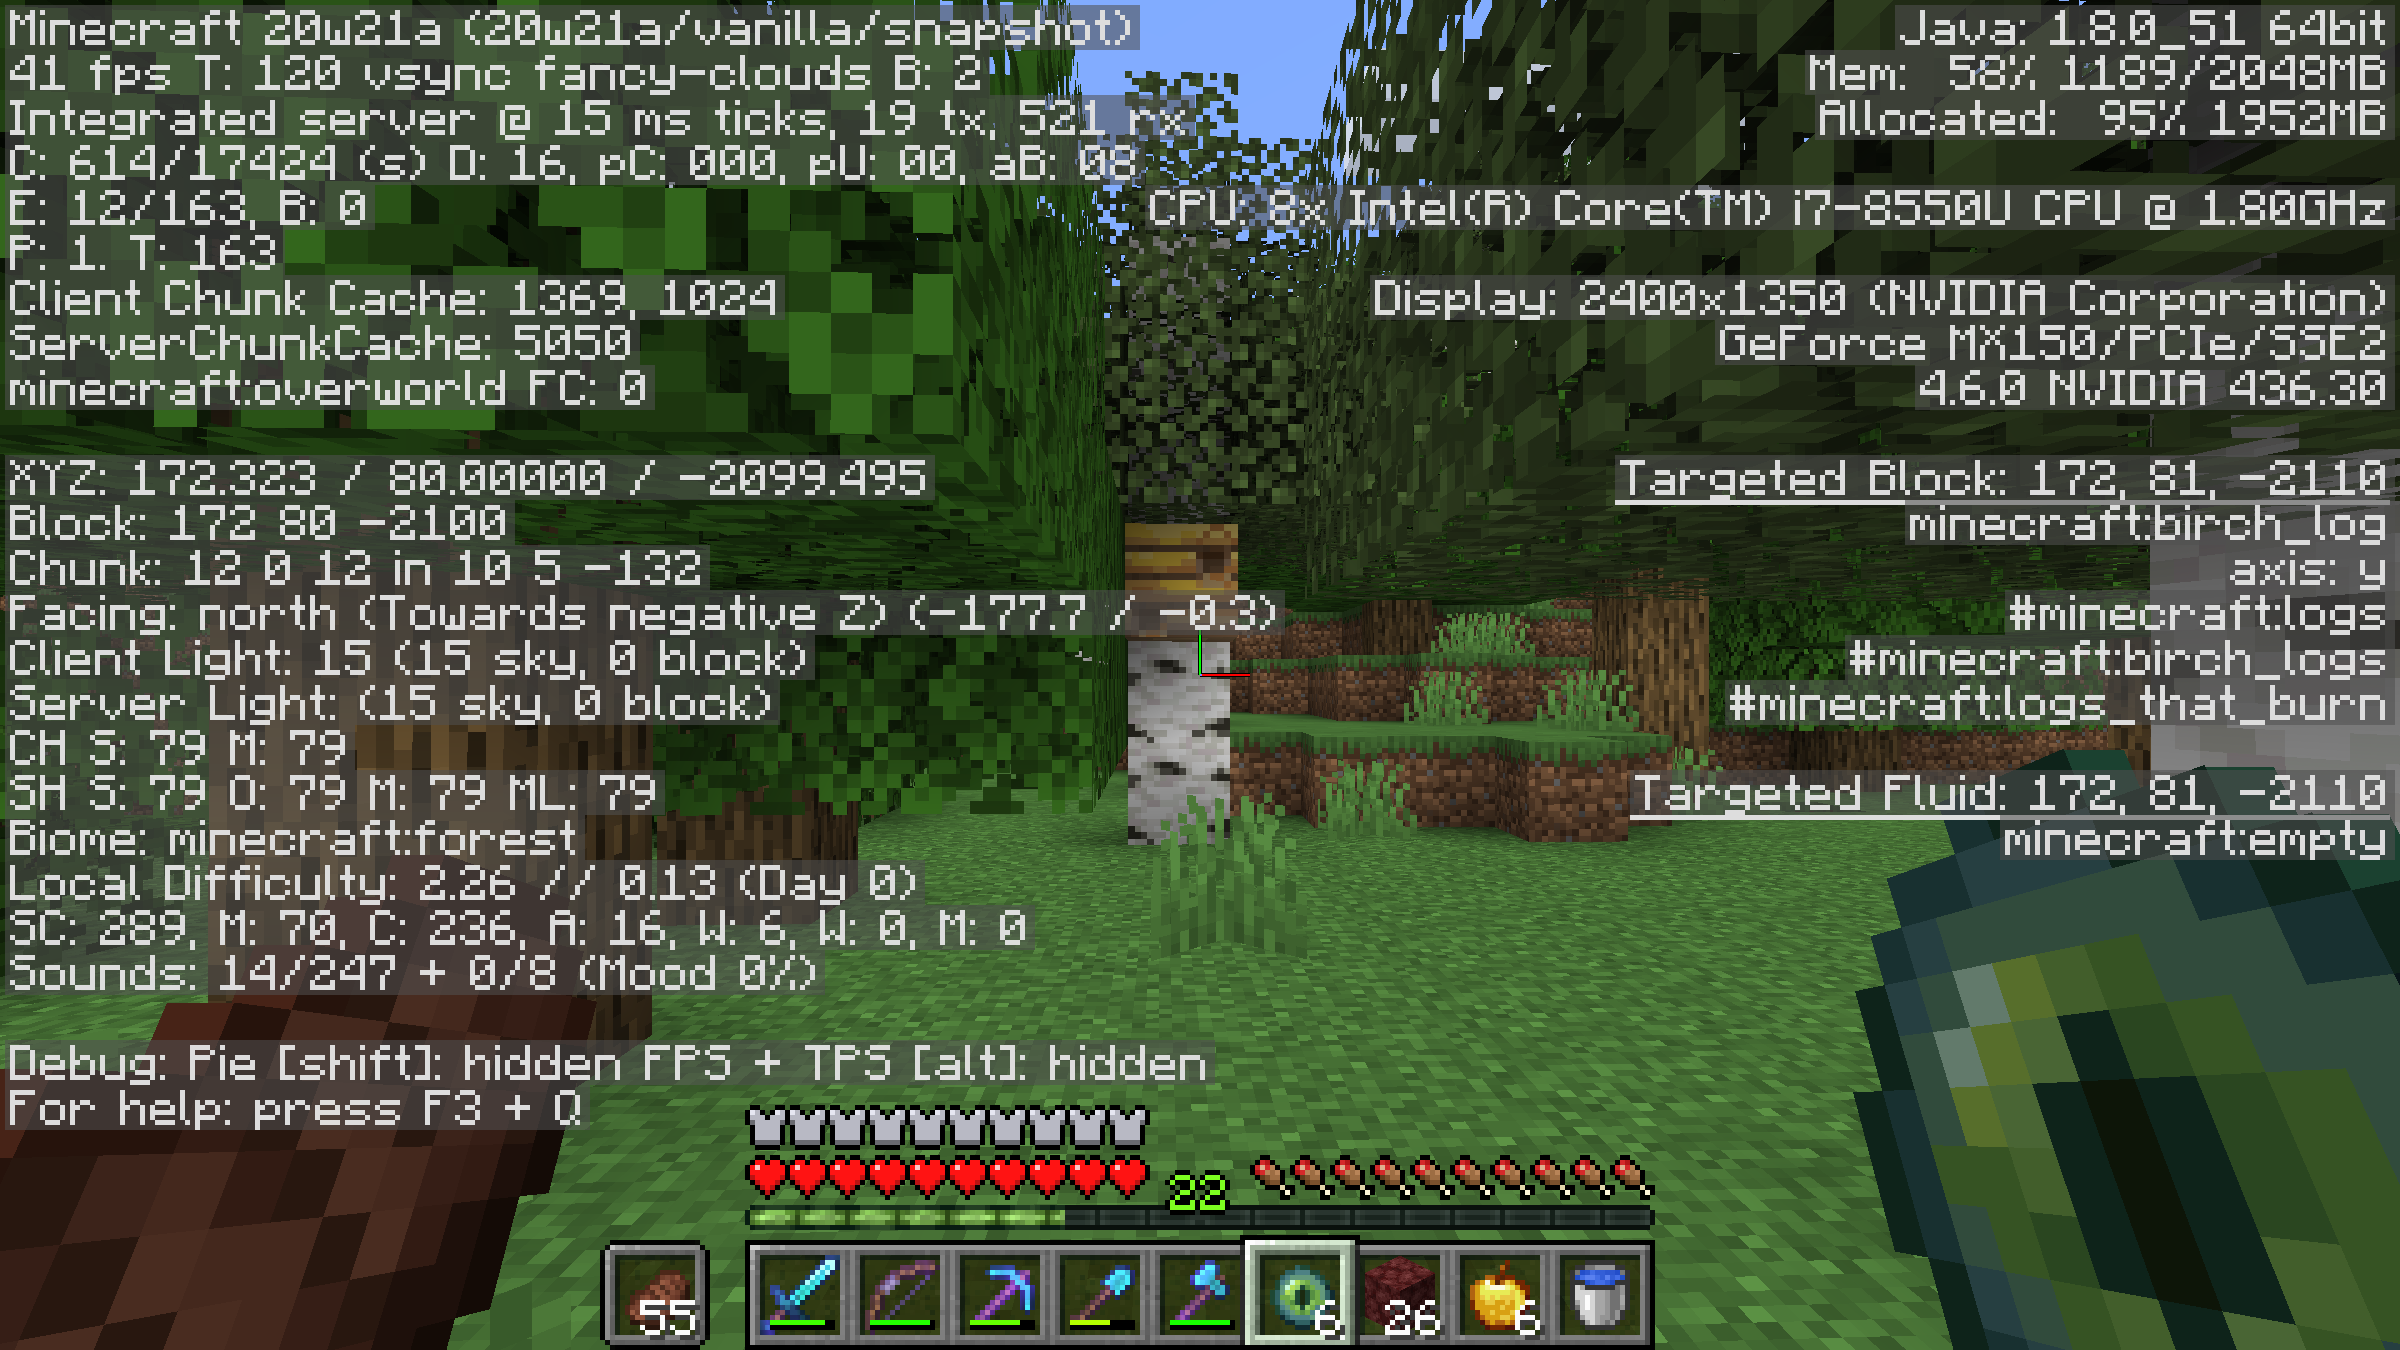 Minecraft 20w21a (20w21a/vanilla/snapshot)
41 fps T: 120 vsync fancy-clouds B: 2
Integrated server @ 15 ms ticks, 19 tx, 521 rx
C: 614/17424 (s) D: 16, pC: 000, pU: 00, aB: 08
E: 12/163, B: 0
P: 1. T: 163
Client Chunk Cache: 1369, 1024
ServerChunkCache: 5050
minecraft:overworld FC: 0
XYZ: 172.323 / 80.00000 / -2099.495
Block: 172 80 -2100
Chunk: 12 0 12 in 10 5 -132
Facing: north (Towards negative Z) (-177.7 / -0.3)
Client Light: 15 (15 sky, 0 block)
Server Light: (15 sky, 0 block)
CH S: 79 M: 79
SH S: 79 O: 79 M: 79 ML: 79
Biome: minecraft:forest
Local Difficulty: 2.26 // 0.13 (Day 0)
SC: 289, M: 70, C: 236, A: 16, W: 6, W: 0, M: 0
Sounds: 14/247 + 0/8 (Mood 0%)
Debug: Pie [shift]: hidden FPS + TPS [alt]: hidden
For help: press F3 + Q
Java: 1.8.0_51 64bit
Mem: 58% 1189/2048MB
Allocated: 95% 1952MB
CPU: 8x Intel(R) Core(TM) i7-8550U CPU @ 1.80GHz
Display: 2400x1350 (NVIDIA Corporation)
GeForce MX150/PCIe/SSE2
4.6.0 NVIDIA 436.30
Targeted Block: 172, 81, -2110
minecraft:birch_log
axis: y
#minecraft:logs
#minecraft:birch_logs
#minecraft:logs_that_burn
Targeted Fluid: 172, 81, -2110
minecraft:empty
22
55
6
26
6